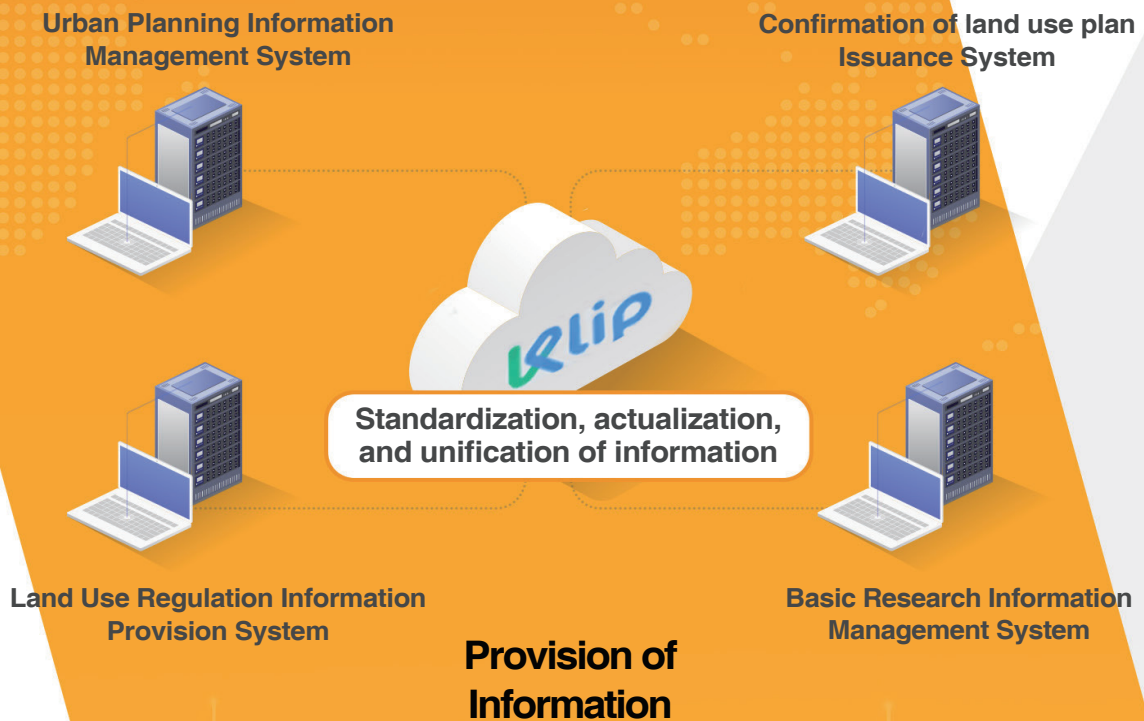 Urban Planning Information
Management System
Confirmation of land use plan
Issuance System
KLIP
Standardization, actualization,
and unification of information
Land Use Regulation Information
Provision System
Basic Research Information
Management System
Provision of
Information